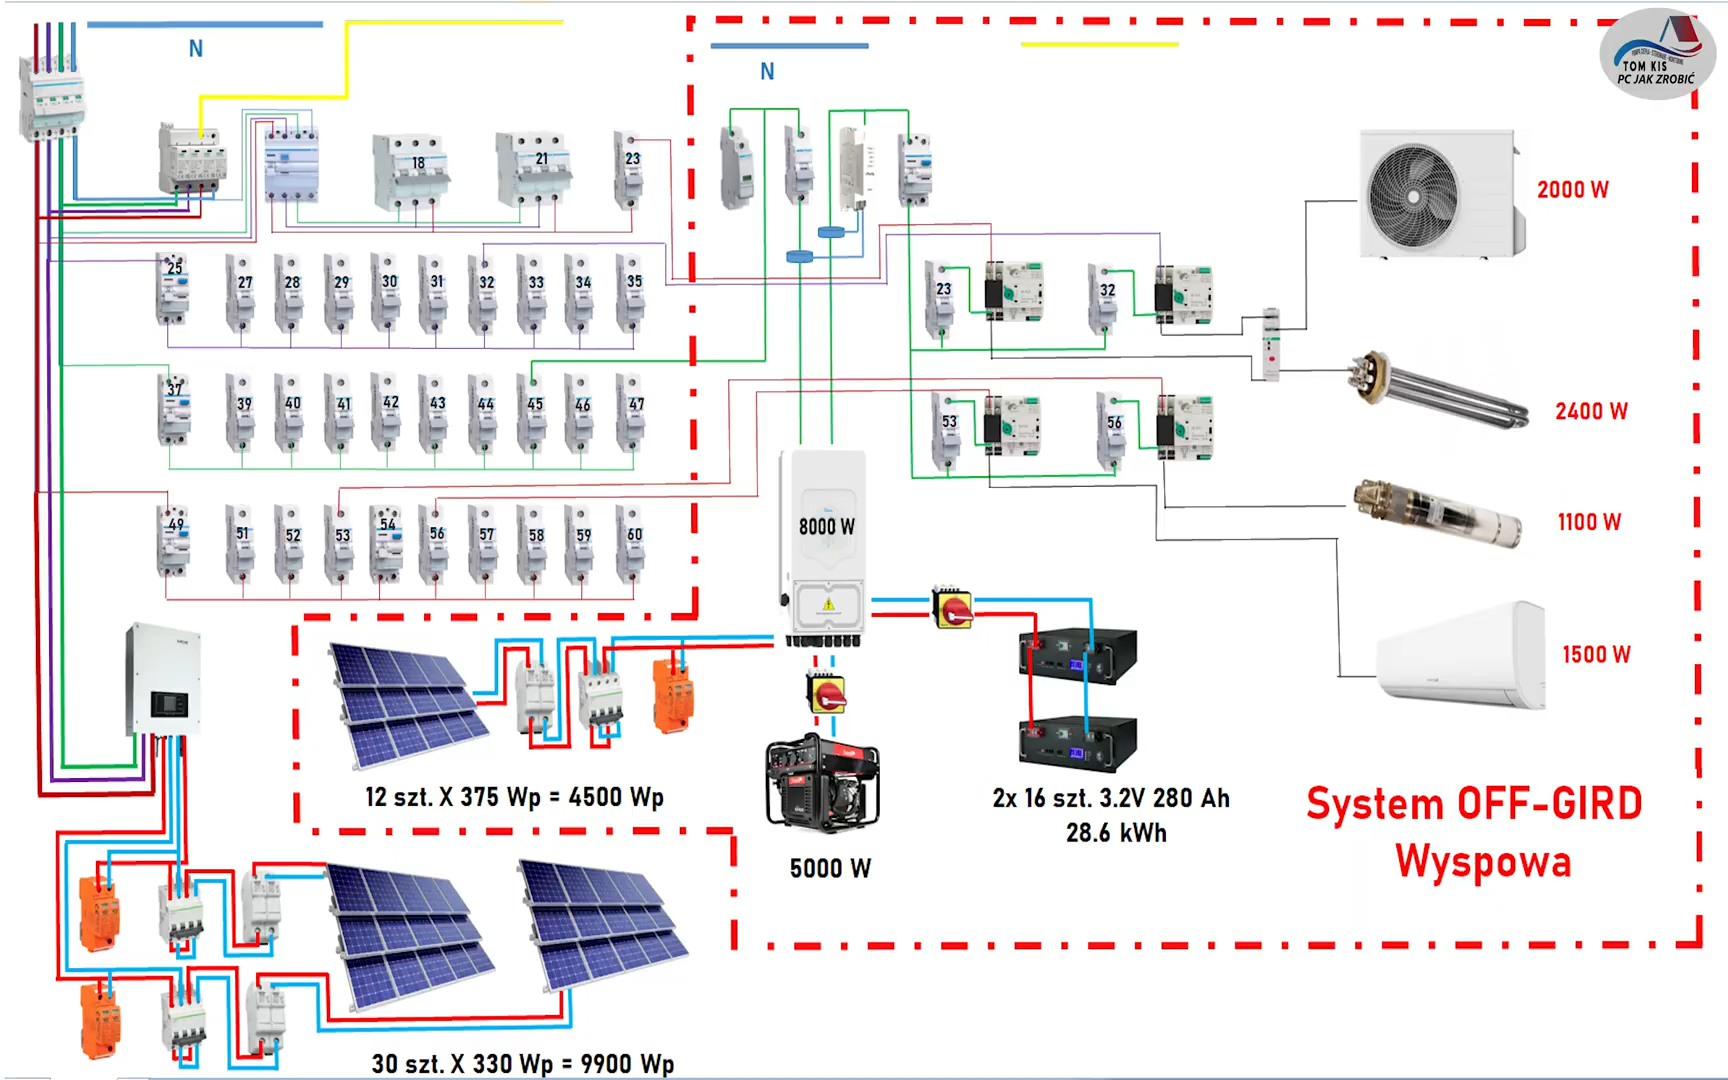 N
N
TOM KIS
PC JAK ZROBIĆ
18
21
23
2000 W
25
27
28
29
30
31
32
33
34
35
23
32
37
39
40
41
42
43
44
45
46
47
2400 W
53
56
49
51
52
53
54
56
57
58
59
60
8000 W
1100 W
1500 W
12 szt. X 375 Wp = 4500 Wp
5000 W
2x 16 szt. 3.2V 280 Ah
28.6 kWh
System OFF-GIRD
Wyspowa
30 szt. X 330 Wp = 9900 Wp